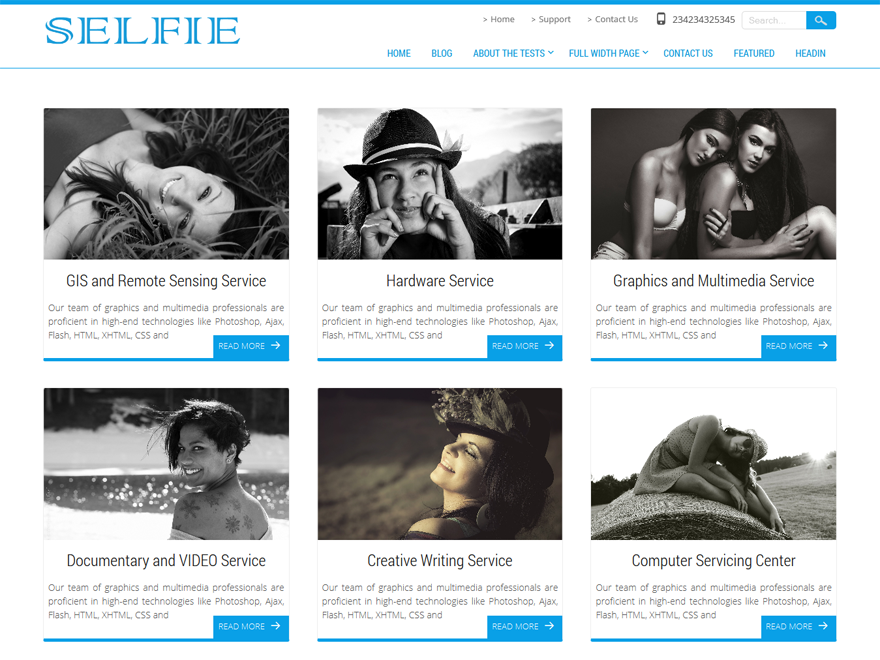 SELFIE
> Home > Support > Contact Us 234234325345 Search...
HOME BLOG ABOUT THE TESTS FULL WIDTH PAGE CONTACT US FEATURED HEADIN
GIS and Remote Sensing Service
Our team of graphics and multimedia professionals are
proficient in high-end technologies like Photoshop, Ajax,
Flash, HTML, XHTML, CSS and
READ MORE
Hardware Service
Our team of graphics and multimedia professionals are
proficient in high-end technologies like Photoshop, Ajax,
Flash, HTML, XHTML, CSS and
READ MORE
Graphics and Multimedia Service
Our team of graphics and multimedia professionals are
proficient in high-end technologies like Photoshop, Ajax,
Flash, HTML, XHTML, CSS and
READ MORE
Documentary and VIDEO Service
Our team of graphics and multimedia professionals are
proficient in high-end technologies like Photoshop, Ajax,
Flash, HTML, XHTML, CSS and
READ MORE
Creative Writing Service
Our team of graphics and multimedia professionals are
proficient in high-end technologies like Photoshop, Ajax,
Flash, HTML, XHTML, CSS and
READ MORE
Computer Servicing Center
Our team of graphics and multimedia professionals are
proficient in high-end technologies like Photoshop, Ajax,
Flash, HTML, XHTML, CSS and
READ MORE